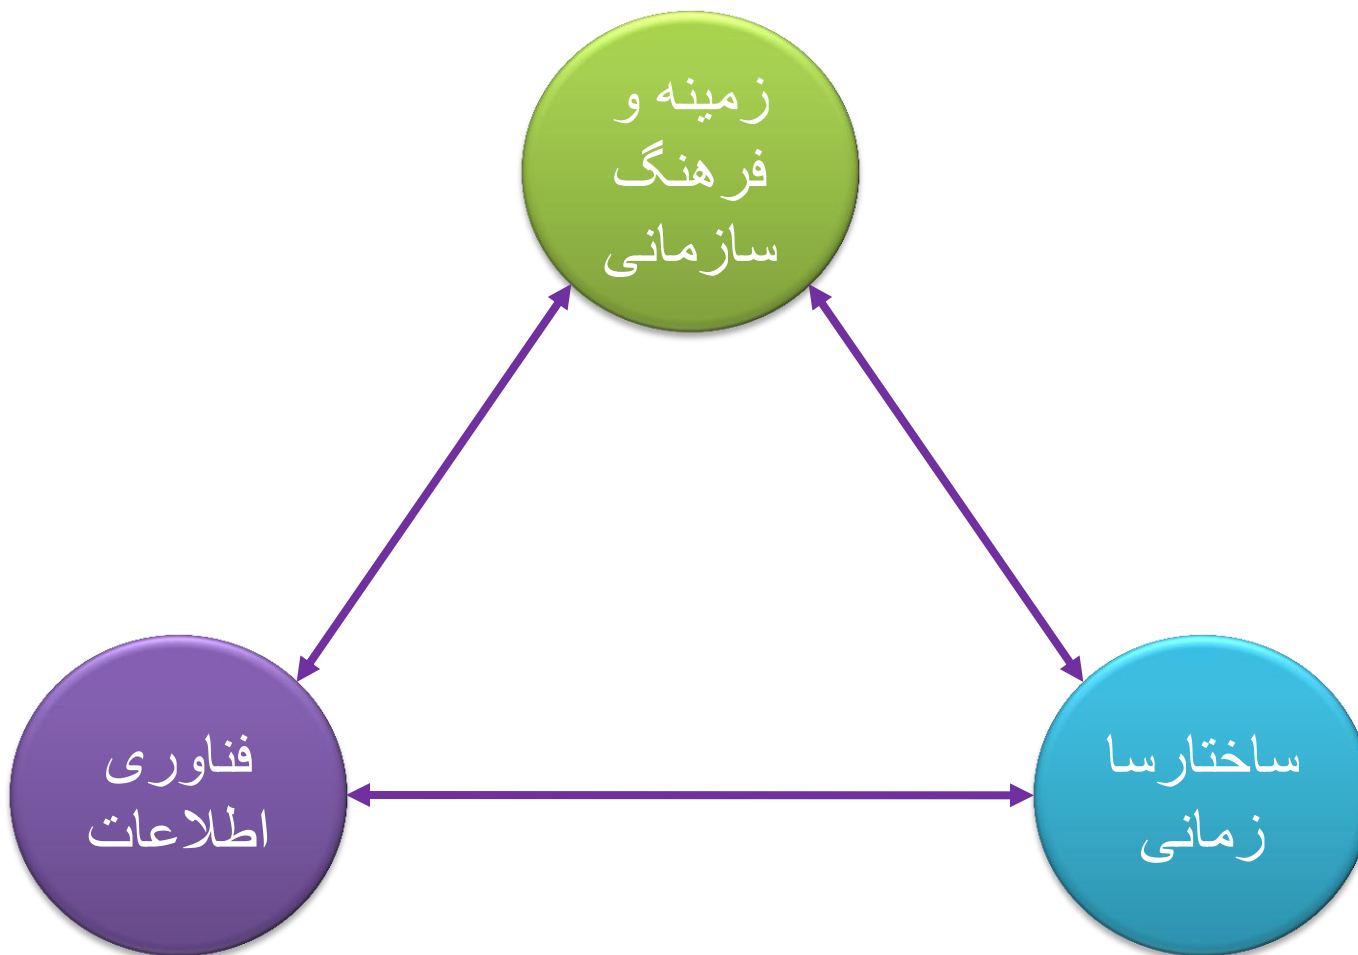 زمینه و
فرهنگ
سازمانی
فناوری
اطلاعات
ساختارسا
زمانی